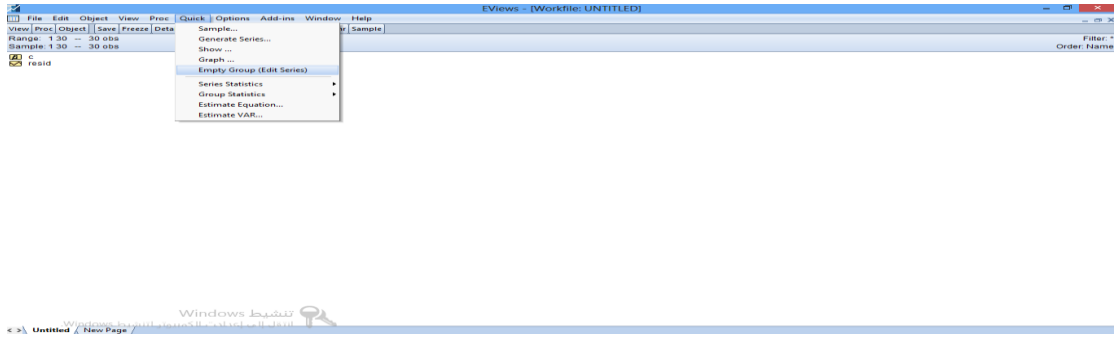 EViews - [Workfile: UNTITLED]
File Edit Object View Proc Quick Options Add-ins Window Help
View Proc Object Save Freeze Sample
Range: 1 30 -- 30 obs
Filter: *
Sample: 1 30 -- 30 obs
Order: Name
c
resid
Sample...
Generate Series...
Show ...
Graph ...
Empty Group (Edit Series)
Series Statistics
Group Statistics
Estimate Equation...
Estimate VAR...
تنشيط Windows
< > Untitled New Page